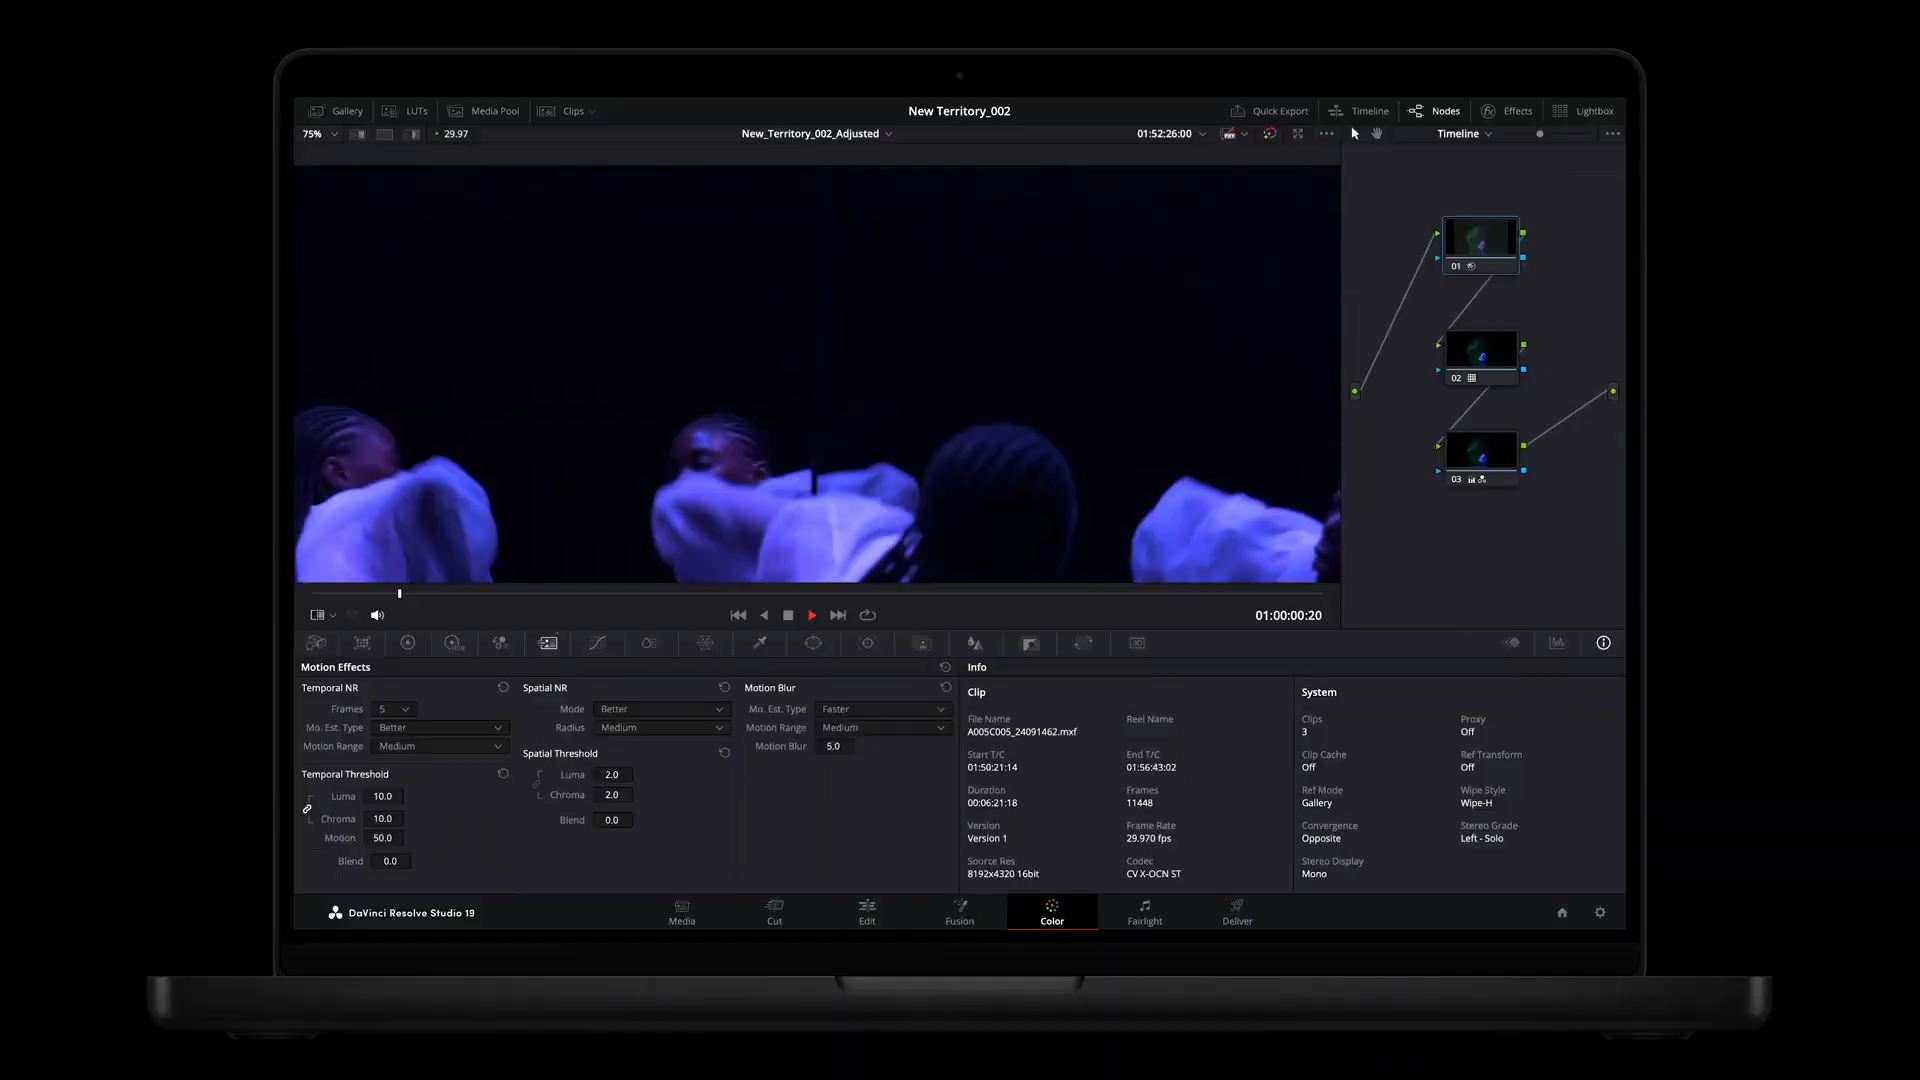 Gallery LUTs Media Pool Clips New Territory_002 Quick Export Timeline Nodes Effects Lightbox
75% 29.97 New_Territory_002_Adjusted 01:52:26:00 Timeline
01
02
03
01:00:00:20
HDR
3D
Motion Effects
Temporal NR
Frames 5
Mo. Est. Type Better
Motion Range Medium
Temporal Threshold
Luma 10.0
Chroma 10.0
Motion 50.0
Blend 0.0
Spatial NR
Mode Better
Radius Medium
Spatial Threshold
Luma 2.0
Chroma 2.0
Blend 0.0
Motion Blur
Mo. Est. Type Faster
Motion Range Medium
Motion Blur 5.0
Info
Clip
File Name Reel Name
A005C005_24091462.mxf
Start T/C End T/C
01:50:21:14 01:56:43:02
Duration Frames
00:06:21:18 11448
Version Frame Rate
Version 1 29.970 fps
Source Res Codec
8192x4320 16bit CV X-OCN ST
System
Clips Proxy
3 Off
Clip Cache Ref Transform
Off Off
Ref Mode Wipe Style
Gallery Wipe-H
Convergence Stereo Grade
Opposite Left - Solo
Stereo Display
Mono
DaVinci Resolve Studio 19 Media Cut Edit Fusion Color Fairlight Deliver